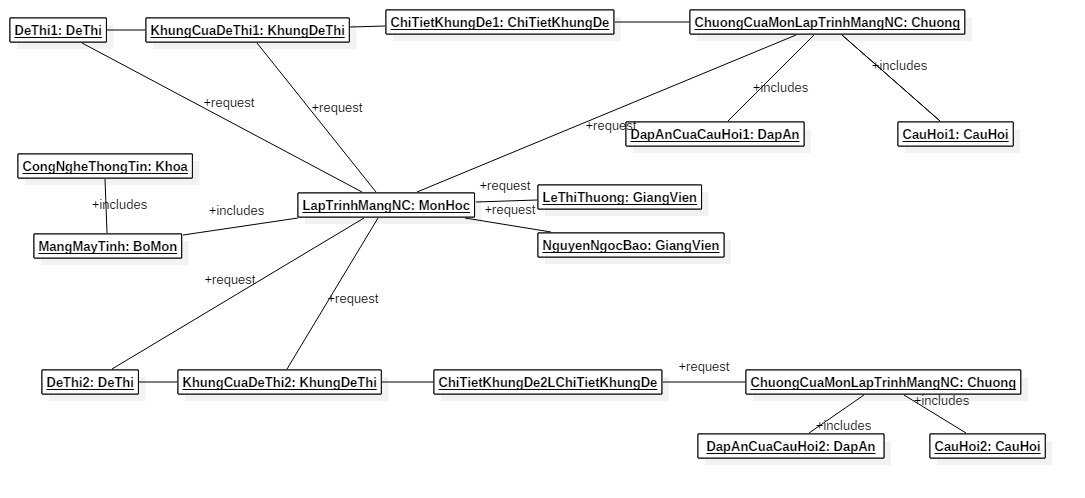 DeThi1: DeThi
KhungCuaDeThi1: KhungDeThi
ChiTietKhungDe1: ChiTietKhungDe
ChuongCuaMonLapTrinhMangNC: Chuong
+includes
+includes
+request
+request
+request
DapAnCuaCauHoi1: DapAn
CauHoi1: CauHoi
CongNgheThongTin: Khoa
+includes
+includes
LapTrinhMangNC: MonHoc
+request
LeThiThuong: GiangVien
+request
MangMayTinh: BoMon
NguyenNgocBao: GiangVien
+request
+request
DeThi2: DeThi
KhungCuaDeThi2: KhungDeThi
ChiTietKhungDe2LChiTietKhungDe
+request
ChuongCuaMonLapTrinhMangNC: Chuong
+includes
+includes
DapAnCuaCauHoi2: DapAn
CauHoi2: CauHoi